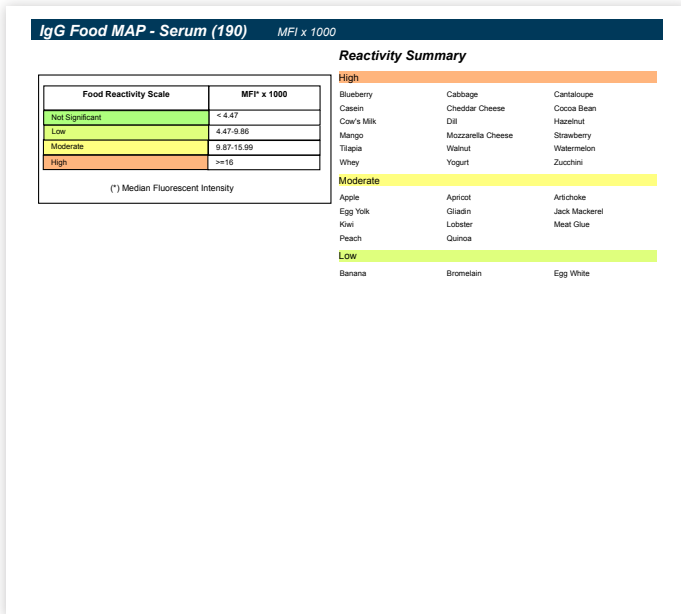 IgG Food MAP - Serum (190) MFI x 1000
Reactivity Summary
Food Reactivity Scale MFI* x 1000
Not Significant < 4.47
Low 4.47-9.86
Moderate 9.87-15.99
High >=16
(*) Median Fluorescent Intensity
High
Blueberry Cabbage Cantaloupe
Casein Cheddar Cheese Cocoa Bean
Cow's Milk Dill Hazelnut
Mango Mozzarella Cheese Strawberry
Tilapia Walnut Watermelon
Whey Yogurt Zucchini
Moderate
Apple Apricot Artichoke
Egg Yolk Gliadin Jack Mackerel
Kiwi Lobster Meat Glue
Peach Quinoa
Low
Banana Bromelain Egg White